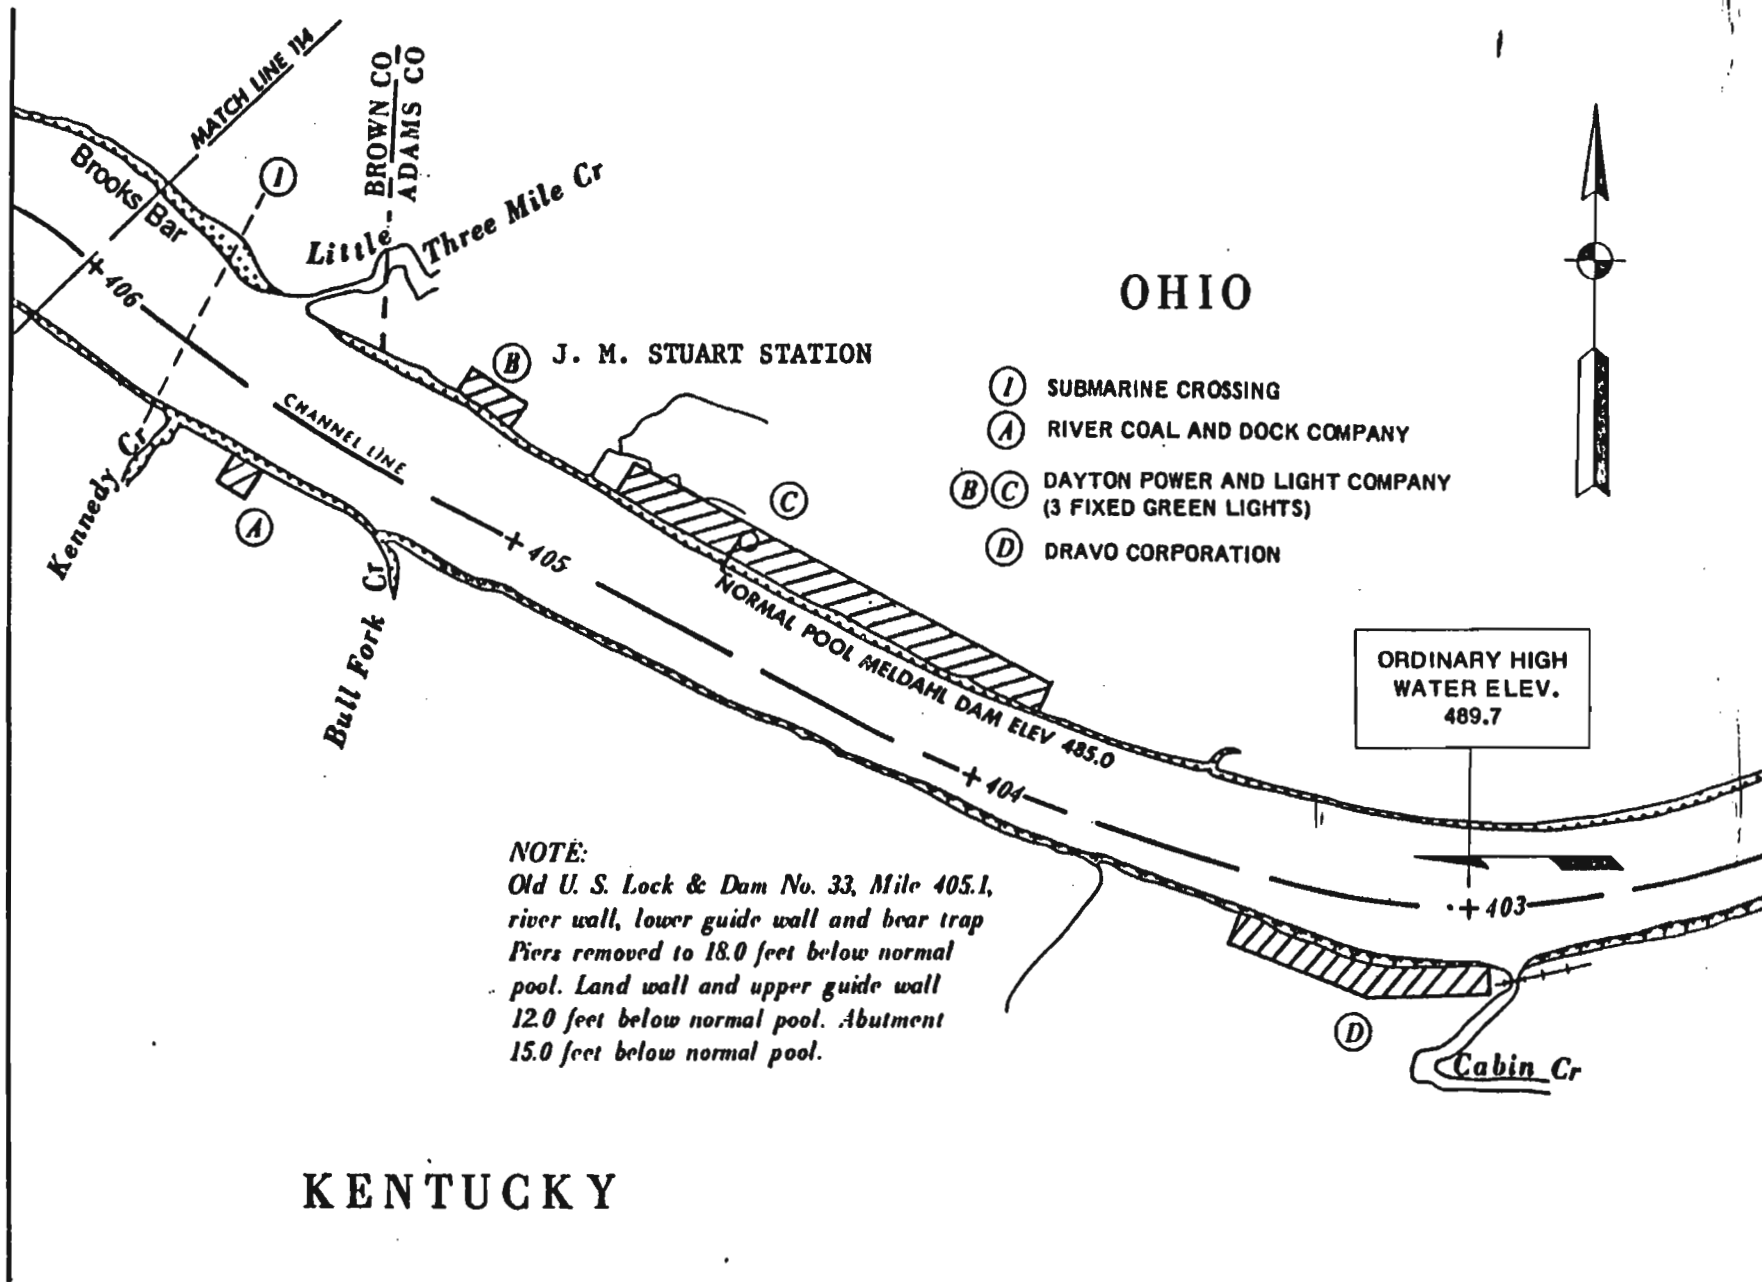 MATCH LINE 114
BROWN CO
ADAMS CO
Brooks Bar
1
Little Three Mile Cr
406
OHIO
B J. M. STUART STATION
1 SUBMARINE CROSSING
A RIVER COAL AND DOCK COMPANY
B C DAYTON POWER AND LIGHT COMPANY
(3 FIXED GREEN LIGHTS)
D DRAVO CORPORATION
CHANNEL LINE
Kennedy Cr
A
C
405
Bull Fork Cr
NORMAL POOL MELDAHL DAM ELEV 485.0
ORDINARY HIGH
WATER ELEV.
489.7
404
403
NOTE:
Old U. S. Lock & Dam No. 33, Mile 405.1,
river wall, lower guide wall and bear trap
Piers removed to 18.0 feet below normal
pool. Land wall and upper guide wall
12.0 feet below normal pool. Abutment
15.0 feet below normal pool.
D
Cabin Cr
KENTUCKY